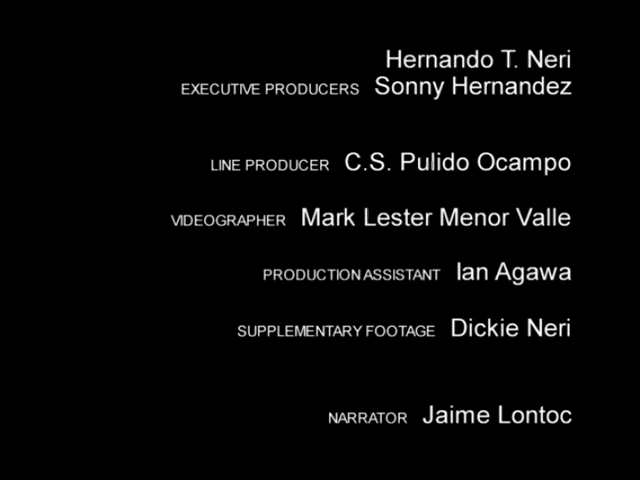 Hernando T. Neri
EXECUTIVE PRODUCERS Sonny Hernandez
LINE PRODUCER C.S. Pulido Ocampo
VIDEOGRAPHER Mark Lester Menor Valle
PRODUCTION ASSISTANT Ian Agawa
SUPPLEMENTARY FOOTAGE Dickie Neri
NARRATOR Jaime Lontoc